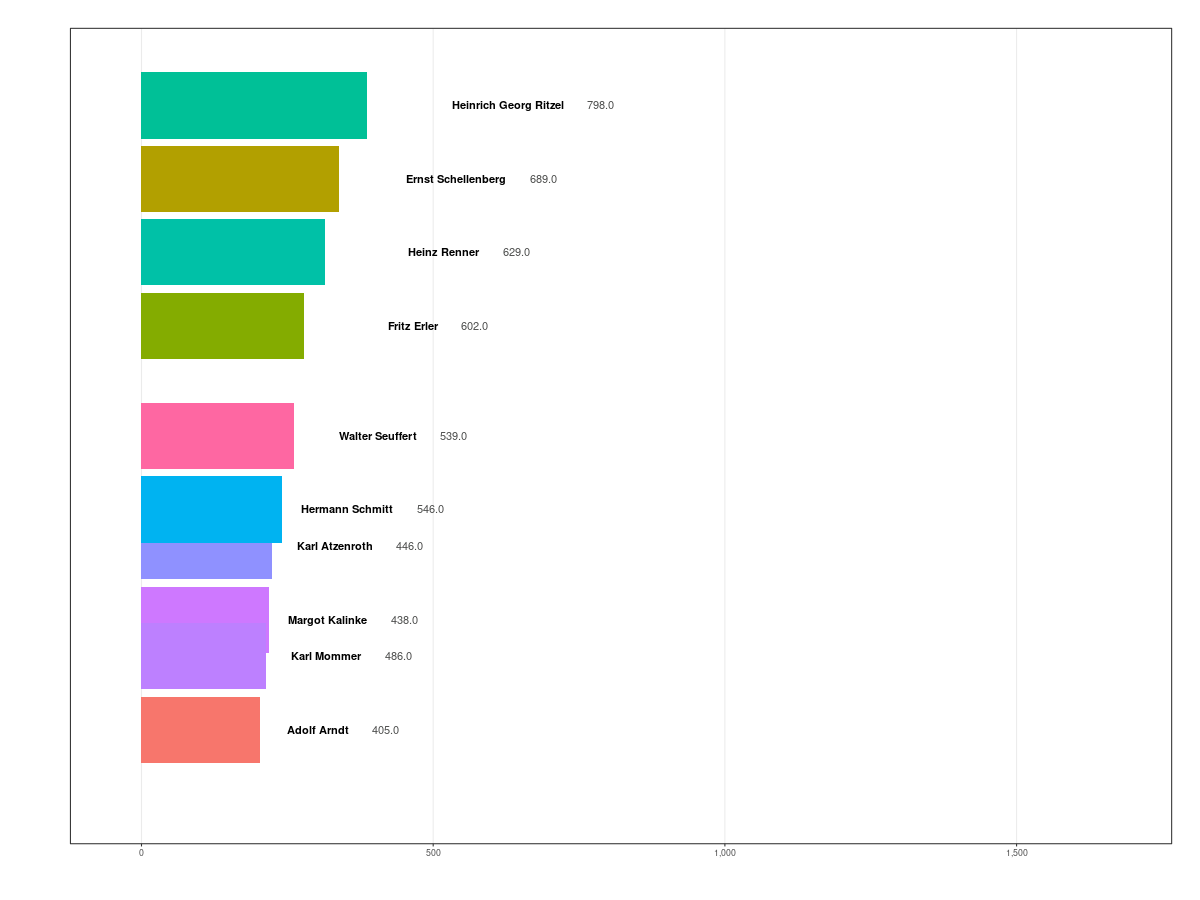 Heinrich Georg Ritzel 798.0
Ernst Schellenberg 689.0
Heinz Renner 629.0
Fritz Erler 602.0
Walter Seuffert 539.0
Hermann Schmitt 546.0
Karl Atzenroth 446.0
Margot Kalinke 438.0
Karl Mommer 486.0
Adolf Arndt 405.0
0 500 1,000 1,500